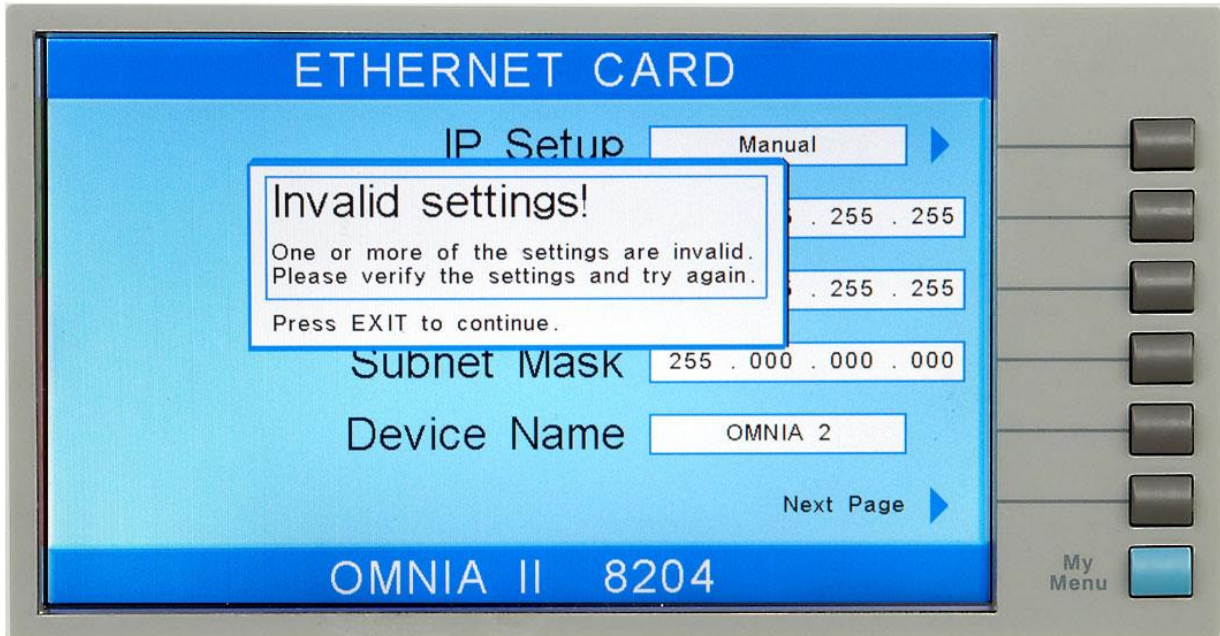 ETHERNET CARD
IP Setup
Manual
Invalid settings!
One or more of the settings are invalid.
Please verify the settings and try again.
Press EXIT to continue.
. 255 . 255
. 255 . 255
Subnet Mask
255 . 000 . 000 . 000
Device Name
OMNIA 2
Next Page
OMNIA II 8204
My
Menu